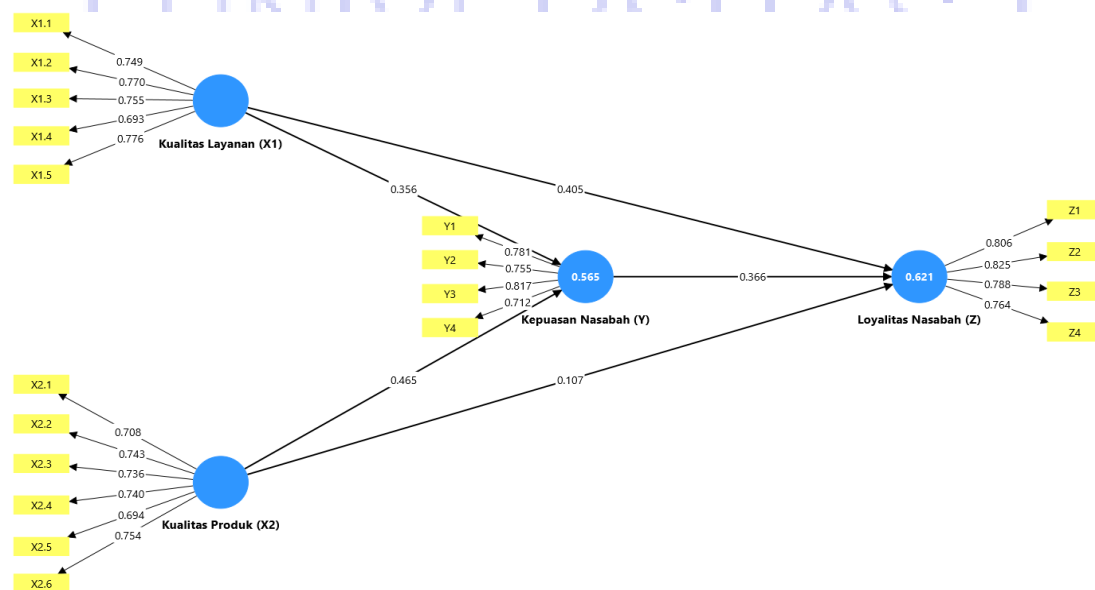 X1.1
X1.2
X1.3
X1.4
X1.5
0.749
0.770
0.755
0.693
0.776
Kualitas Layanan (X1)
0.356
0.405
Y1
Y2
Y3
Y4
0.781
0.755
0.817
0.712
0.565
Kepuasan Nasabah (Y)
0.366
0.621
Loyalitas Nasabah (Z)
0.806
0.825
0.788
0.764
Z1
Z2
Z3
Z4
0.465
0.107
X2.1
X2.2
X2.3
X2.4
X2.5
X2.6
0.708
0.743
0.736
0.740
0.694
0.754
Kualitas Produk (X2)